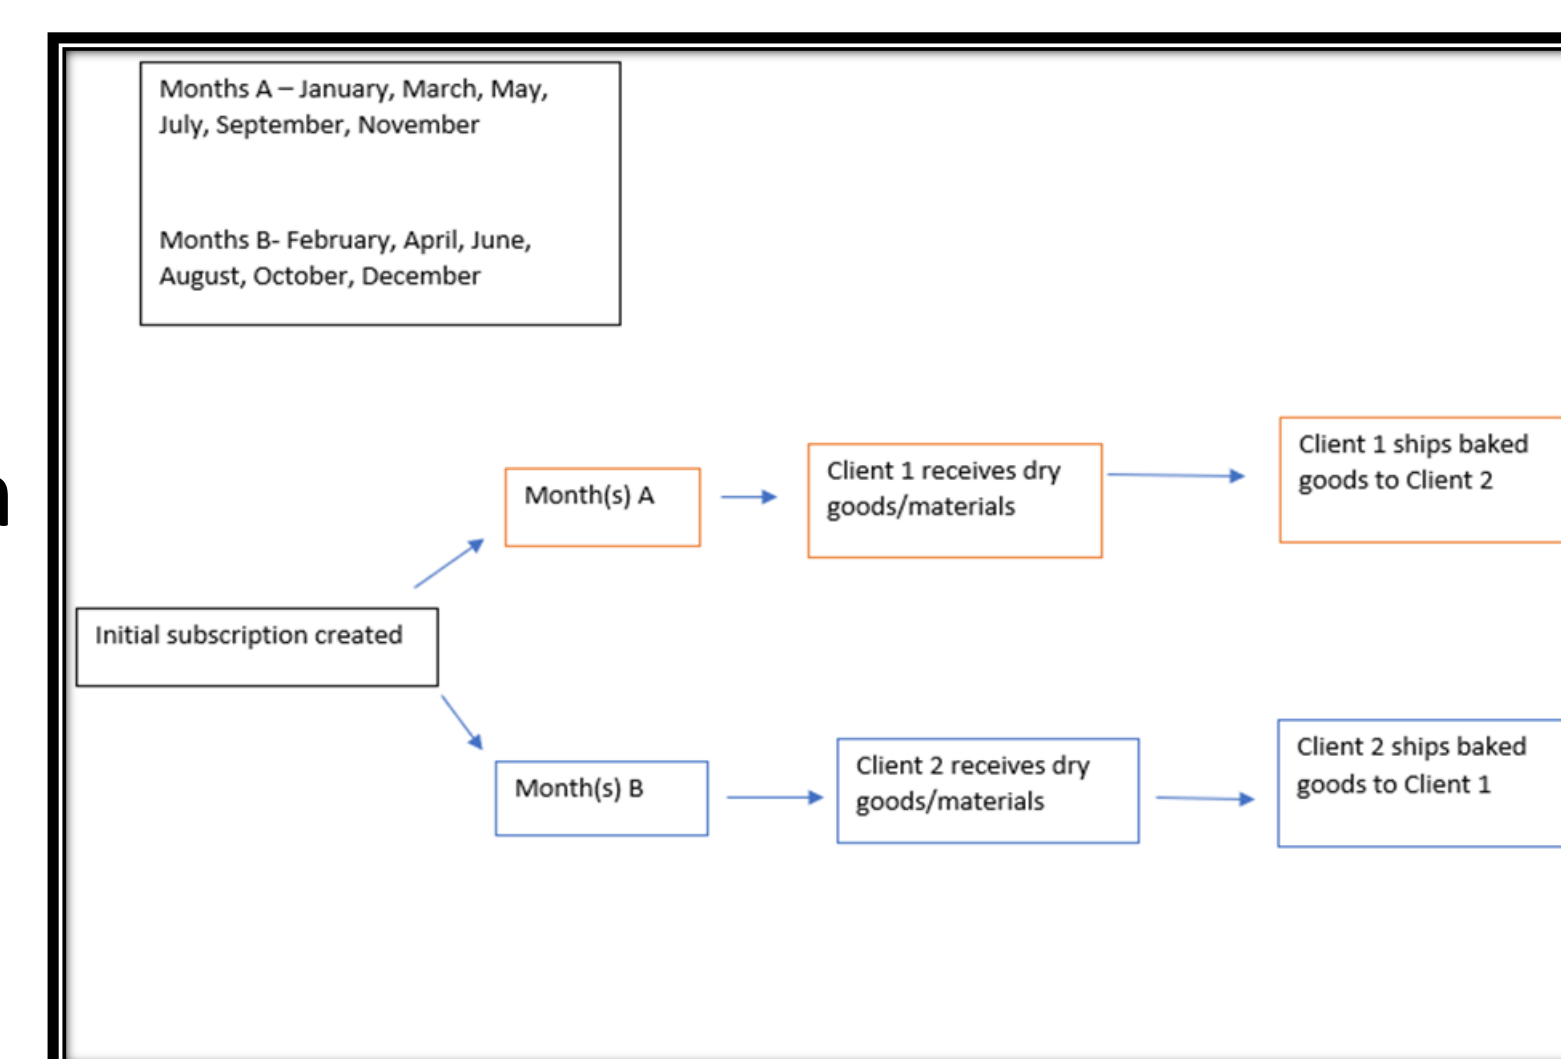 Months A – January, March, May,
July, September, November
Months B- February, April, June,
August, October, December
Month(s) A
Client 1 receives dry
goods/materials
Client 1 ships baked
goods to Client 2
Initial subscription created
Month(s) B
Client 2 receives dry
goods/materials
Client 2 ships baked
goods to Client 1